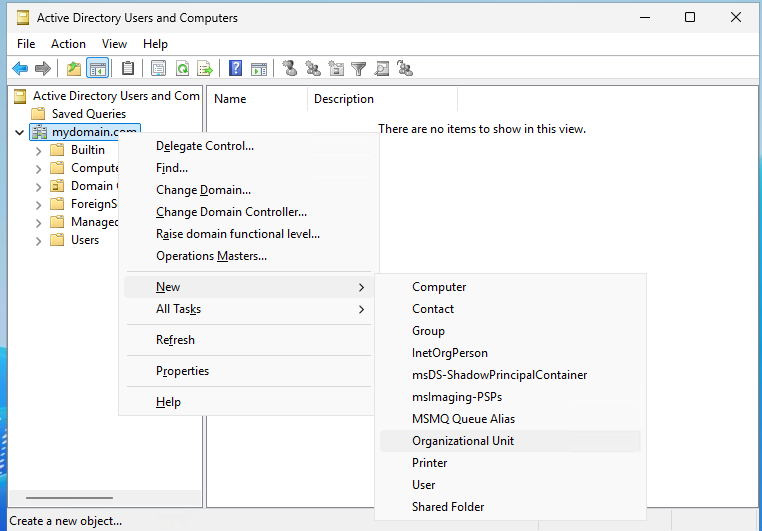 Active Directory Users and Computers
File Action View Help
Active Directory Users and Com
Saved Queries
mydomain.com
Builtin
Compute
Domain
ForeignS
Managed
Users
Name Description
There are no items to show in this view.
Delegate Control...
Find...
Change Domain...
Change Domain Controller...
Raise domain functional level...
Operations Masters...
New
All Tasks
Refresh
Properties
Help
Computer
Contact
Group
InetOrgPerson
msDS-ShadowPrincipalContainer
msImaging-PSPs
MSMQ Queue Alias
Organizational Unit
Printer
User
Shared Folder
Create a new object...